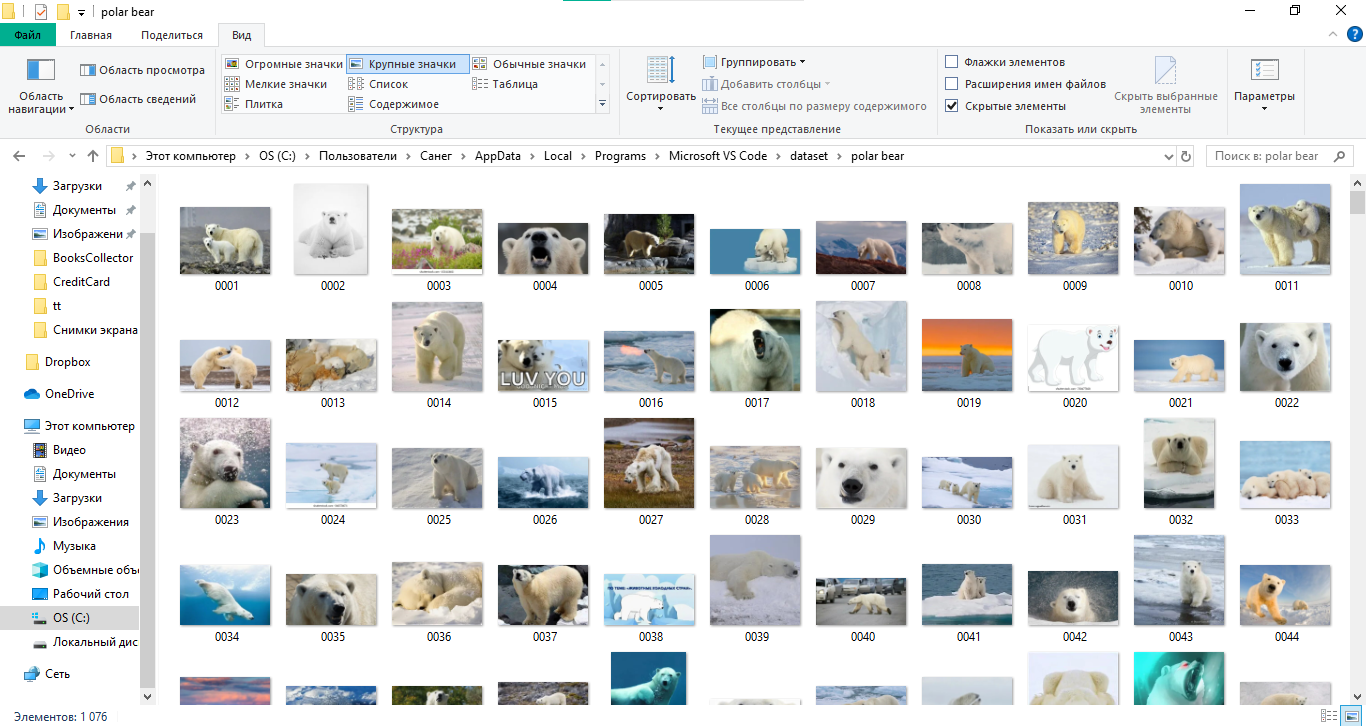 polar bear
Файл Главная Поделиться Вид
Область навигации
Область просмотра
Область сведений
Области
Огромные значки Крупные значки Обычные значки
Мелкие значки Список Таблица
Плитка Содержимое
Структура
Сортировать
Группировать
Добавить столбцы
Все столбцы по размеру содержимого
Текущее представление
Флажки элементов
Расширения имен файлов
Скрытые элементы
Скрыть выбранные элементы
Показать или скрыть
Параметры
Этот компьютер OS (C:) Пользователи Санег AppData Local Programs Microsoft VS Code dataset polar bear
Поиск в: polar bear
Загрузки
Документы
Изображени
BooksCollector
CreditCard
tt
Снимки экрана
Dropbox
OneDrive
Этот компьютер
Видео
Документы
Загрузки
Изображения
Музыка
Объемные объ
Рабочий стол
OS (C:)
Локальный дис
Сеть
0001 0002 0003 0004 0005 0006 0007 0008 0009 0010 0011
LUV YOU
0012 0013 0014 0015 0016 0017 0018 0019 0020 0021 0022
0023 0024 0025 0026 0027 0028 0029 0030 0031 0032 0033
ПО ТЕМЕ: «ЖИВОТНЫЕ ХОЛОДНЫХ СТРАН».
0034 0035 0036 0037 0038 0039 0040 0041 0042 0043 0044
Элементов: 1 076